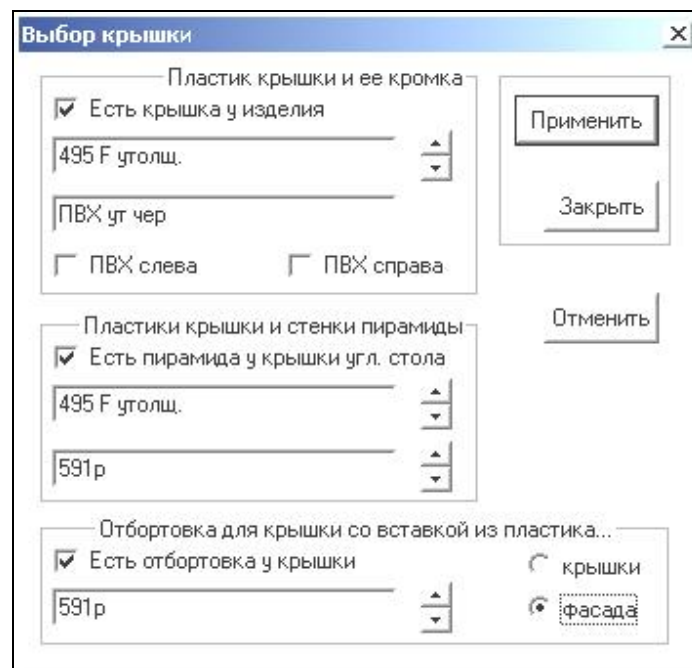 Выбор крышки
Пластик крышки и ее кромка
Есть крышка у изделия
495 F утолщ.
ПВХ ут чер
ПВХ слева
ПВХ справа
Применить
Закрыть
Отменить
Пластики крышки и стенки пирамиды
Есть пирамида у крышки угл. стола
495 F утолщ.
591р
Отбортовка для крышки со вставкой из пластика...
Есть отбортовка у крышки
591р
крышки
фасада